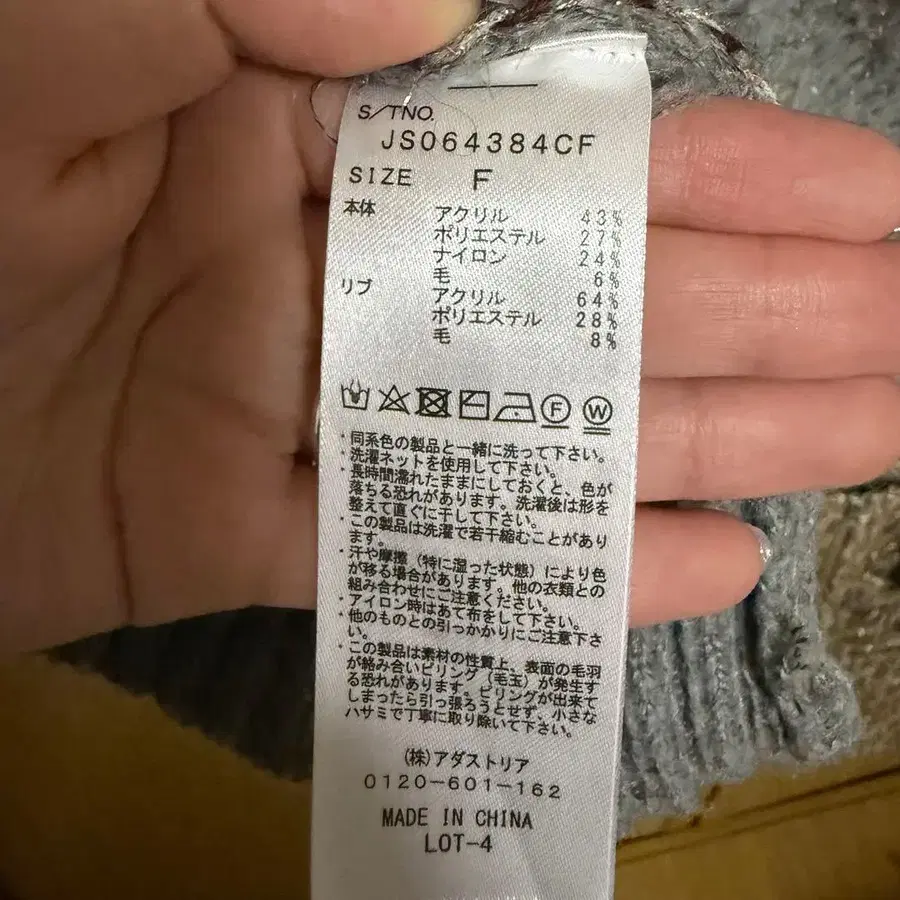 S/TNO.
JS064384CF
SIZE F
本体 アクリル 43%
ポリエステル 27%
ナイロン 24%
毛 6%
リブ アクリル 64%
ポリエステル 28%
毛 8%
F W
・同系色の製品と一緒に洗って下さい。
・洗濯ネットを使用して下さい。
・長時間濡れたままにしておくと、色が
落ちる恐れがあります。洗濯後は形を
整えて直ぐに干して下さい。
・この製品は洗濯で若干縮むことがあり
ます。
・汗や摩擦（特に湿った状態）により色
が移る場合があります。他の衣類との
組み合わせにご注意ください。
・アイロン時はあて布をして下さい。
・他のものとの引っかかりにご注意下さ
い。
・この製品は素材の性質上、表面の毛羽
が絡み合いピリング（毛玉）が発生す
る恐れがあります。ピリングが出来て
しまったら引っ張ろうとせず、小さな
ハサミで丁寧に取り除いて下さい。
(株)アダストリア
0120-601-162
MADE IN CHINA
LOT-4